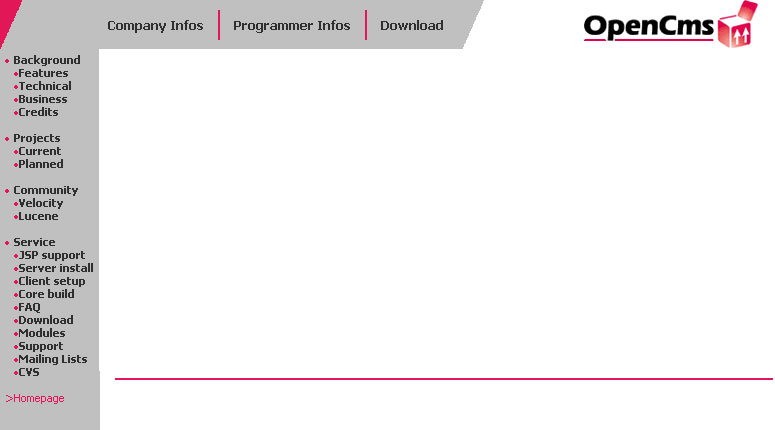 Company Infos
Programmer Infos
Download
OpenCms
Background
Features
Technical
Business
Credits
Projects
Current
Planned
Community
Velocity
Lucene
Service
JSP support
Server install
Client setup
Core build
FAQ
Download
Modules
Support
Mailing Lists
CVS
>Homepage